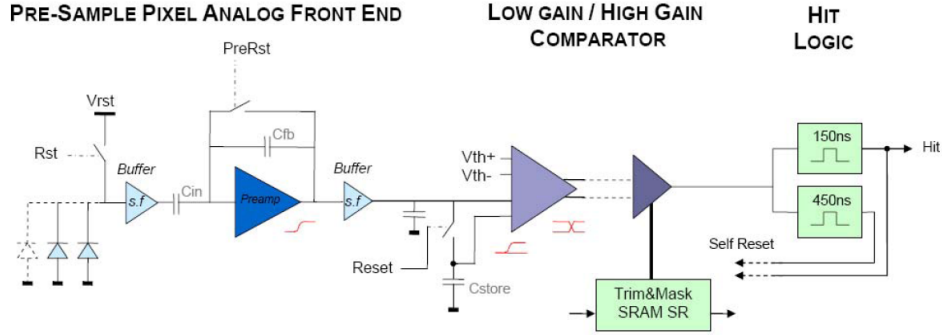 PRE-SAMPLE PIXEL ANALOG FRONT END
LOW GAIN / HIGH GAIN
COMPARATOR
HIT
LOGIC
PreRst
Vrst
Cfb
150ns
Hit
Rst
Buffer
Buffer
Vth+
Vth-
s.f
Cin
Preamp
s.f
450ns
Self Reset
Reset
Cstore
Trim&Mask
SRAM SR